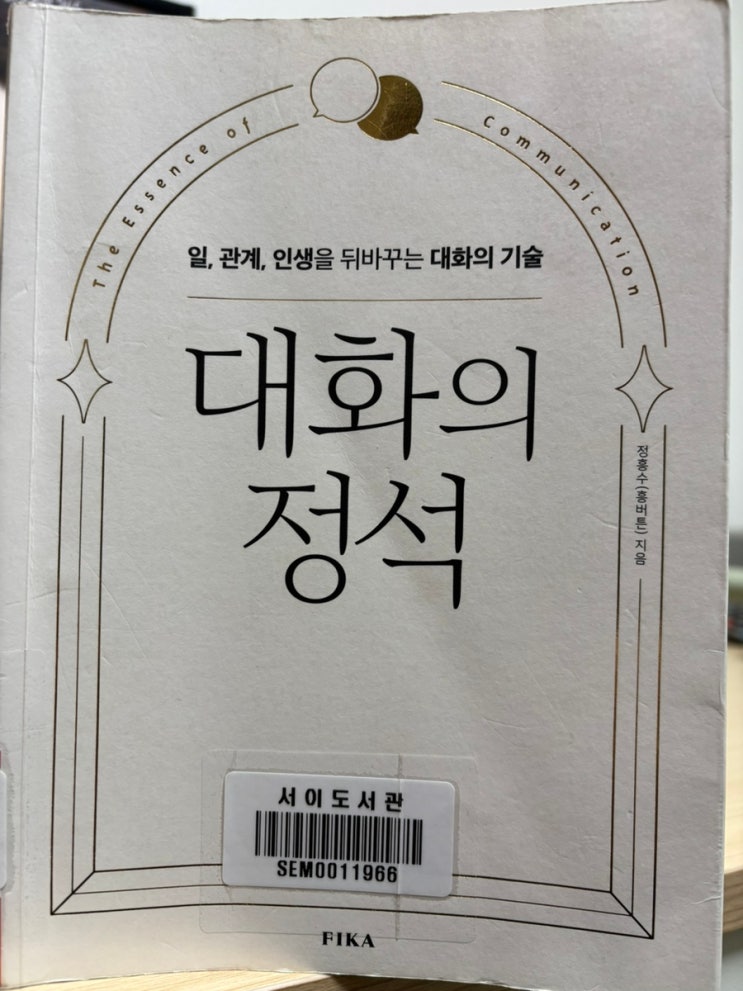 The Essence of Communication
일, 관계, 인생을 뒤바꾸는 대화의 기술
대화의
정석
정흥수(흥버튼) 지음
서이도서관
SEM0011966
FIKA